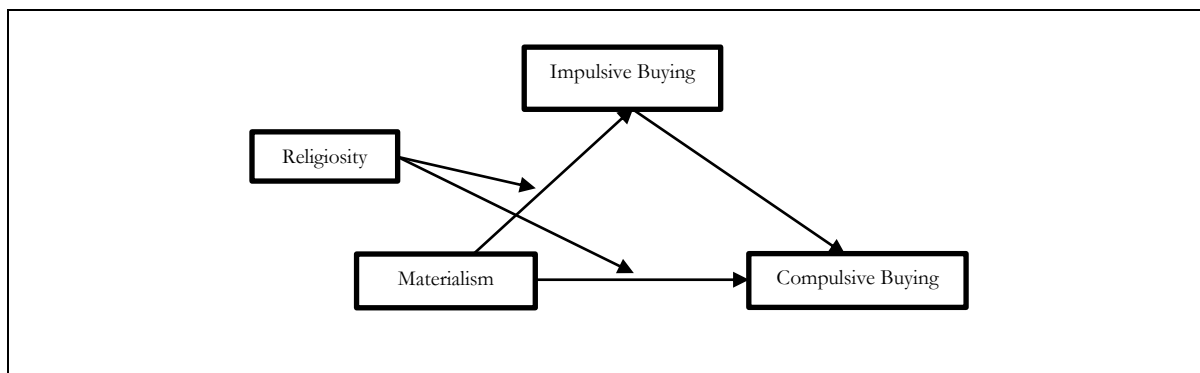 Impulsive Buying
Religiosity
Materialism
Compulsive Buying